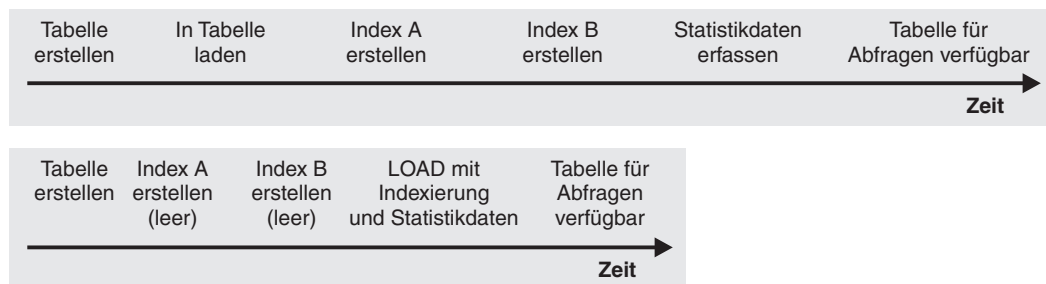 Tabelle erstellen
In Tabelle laden
Index A erstellen
Index B erstellen
Statistikdaten erfassen
Tabelle für Abfragen verfügbar
Zeit
Tabelle erstellen
Index A erstellen (leer)
Index B erstellen (leer)
LOAD mit Indexierung und Statistikdaten
Tabelle für Abfragen verfügbar
Zeit